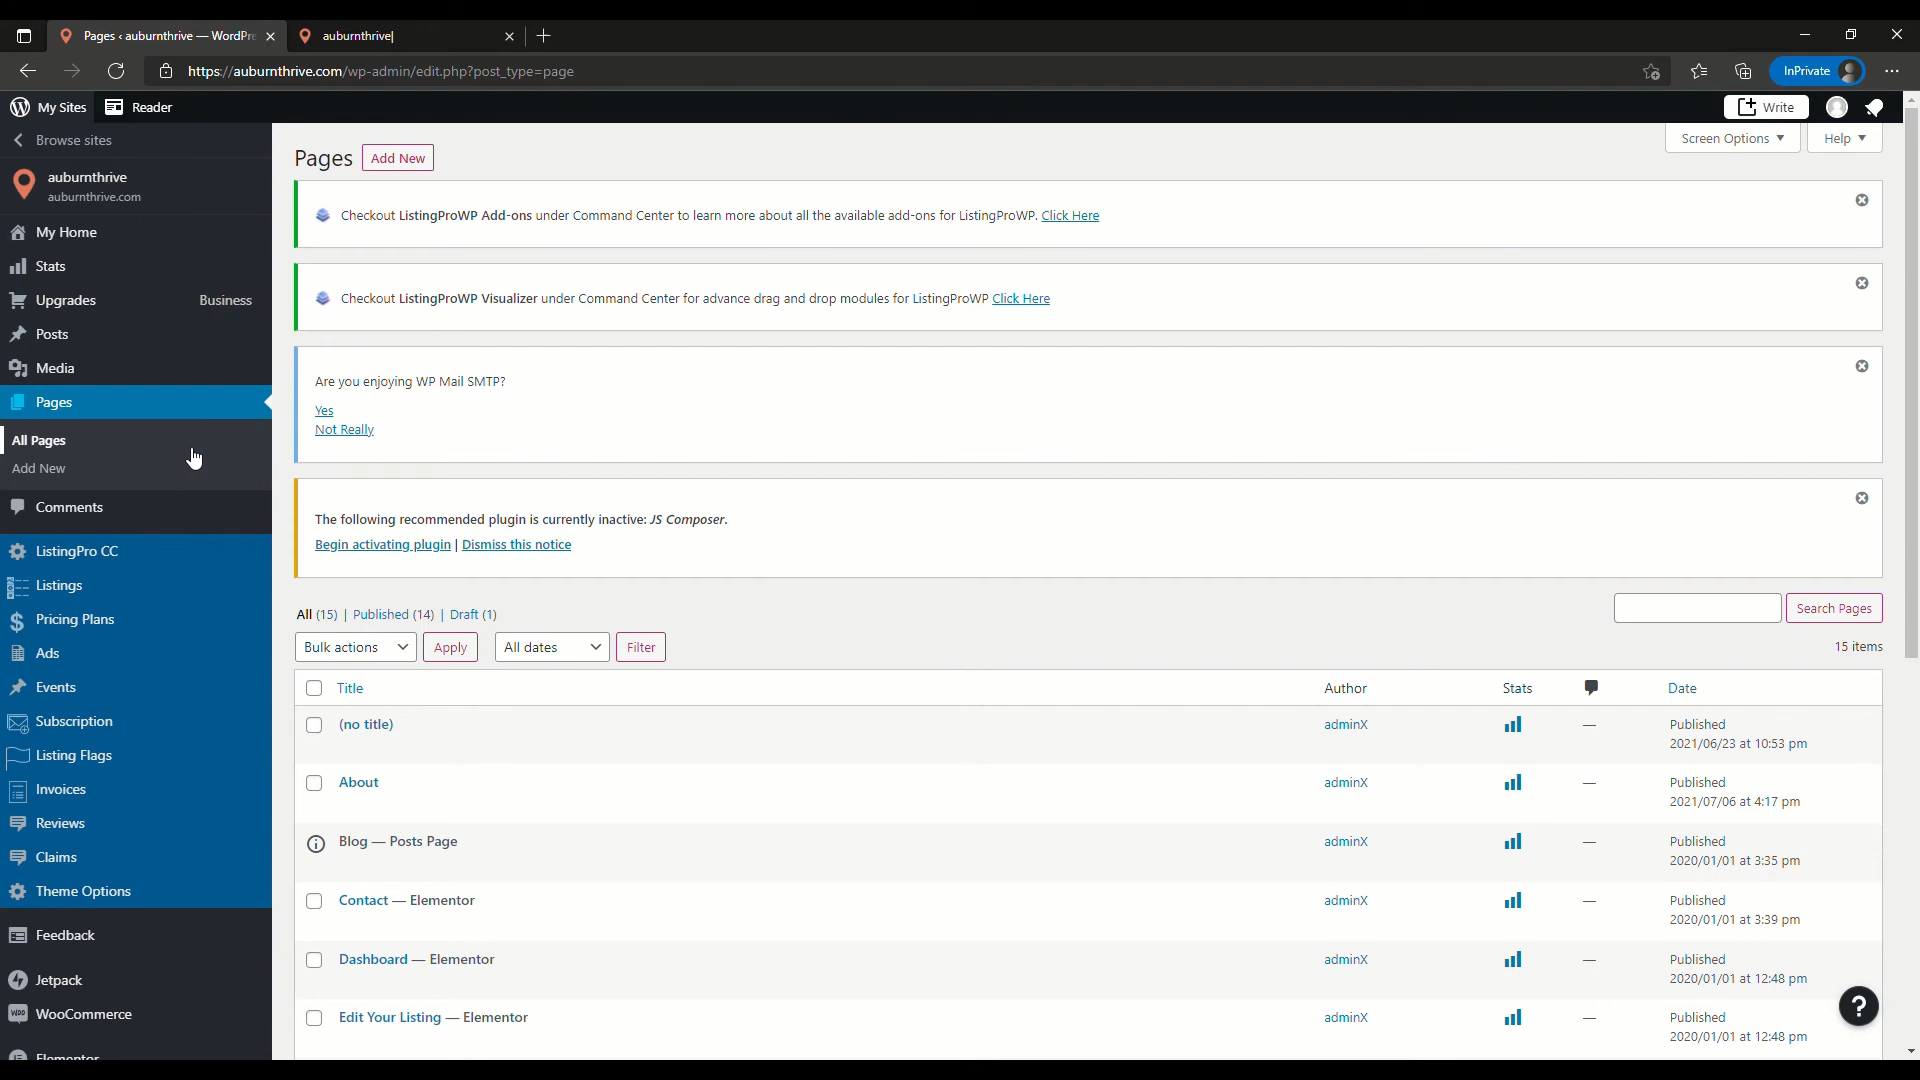 Pages ‹ auburnthrive — WordPre
auburnthrive|
https://auburnthrive.com/wp-admin/edit.php?post_type=page
InPrivate
My Sites
Reader
Write
Browse sites
auburnthrive
auburnthrive.com
My Home
Stats
Upgrades
Business
Posts
Media
Pages
All Pages
Add New
Comments
ListingPro CC
Listings
Pricing Plans
Ads
Events
Subscription
Listing Flags
Invoices
Reviews
Claims
Theme Options
Feedback
Jetpack
WooCommerce
Elementor
Screen Options
Help
Pages
Add New
Checkout ListingProWP Add-ons under Command Center to learn more about all the available add-ons for ListingProWP. Click Here
Checkout ListingProWP Visualizer under Command Center for advance drag and drop modules for ListingProWP Click Here
Are you enjoying WP Mail SMTP?
Yes
Not Really
The following recommended plugin is currently inactive: JS Composer.
Begin activating plugin | Dismiss this notice
All (15) | Published (14) | Draft (1)
Search Pages
Bulk actions
Apply
All dates
Filter
15 items
Title Author Stats Date
(no title) adminX — Published
2021/06/23 at 10:53 pm
About adminX — Published
2021/07/06 at 4:17 pm
Blog — Posts Page adminX — Published
2020/01/01 at 3:35 pm
Contact — Elementor adminX — Published
2020/01/01 at 3:39 pm
Dashboard — Elementor adminX — Published
2020/01/01 at 12:48 pm
Edit Your Listing — Elementor adminX — Published
2020/01/01 at 12:48 pm
?